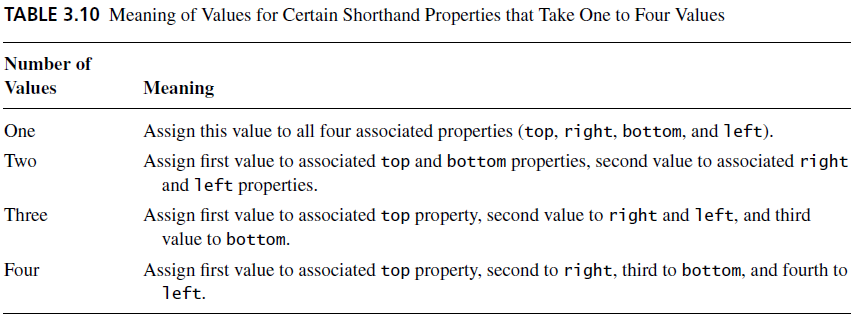 TABLE 3.10 Meaning of Values for Certain Shorthand Properties that Take One to Four Values
Number of
Values Meaning
One Assign this value to all four associated properties (top, right, bottom, and left).
Two Assign first value to associated top and bottom properties, second value to associated right
and left properties.
Three Assign first value to associated top property, second value to right and left, and third
value to bottom.
Four Assign first value to associated top property, second to right, third to bottom, and fourth to
left.